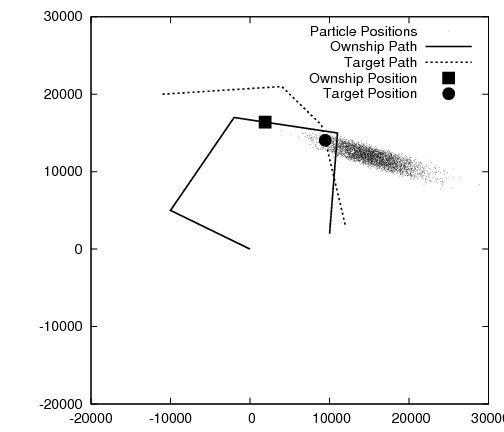 30000
20000
10000
0
-10000
-20000
Particle Positions
Ownship Path
Target Path
Ownship Position
Target Position
-20000 -10000 0 10000 20000 3000